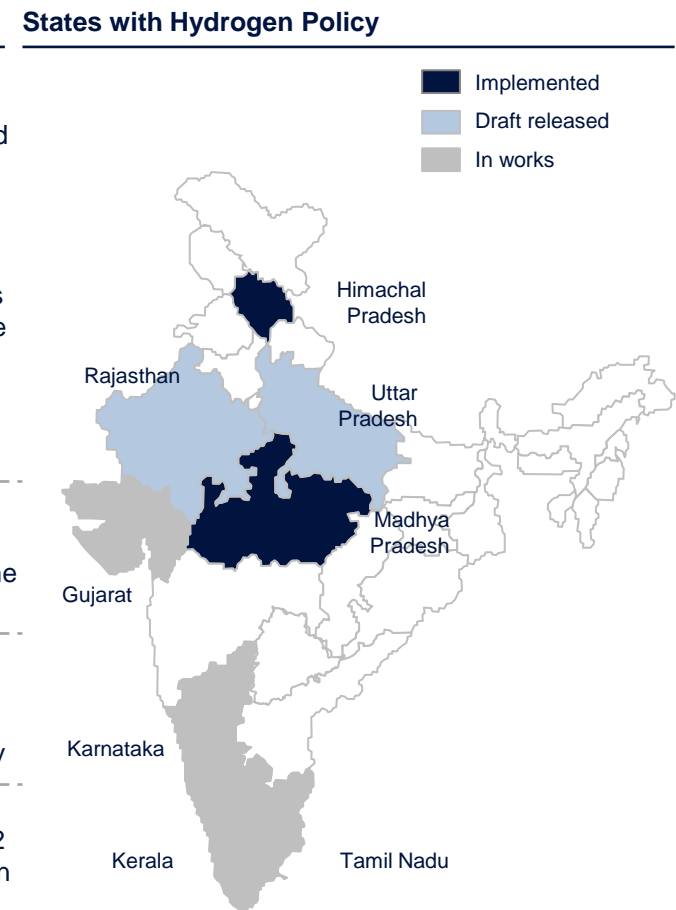 States with Hydrogen Policy
Implemented
Draft released
In works
Himachal
Pradesh
Rajasthan
Uttar
Pradesh
Madhya
Pradesh
Gujarat
Karnataka
Kerala
Tamil Nadu